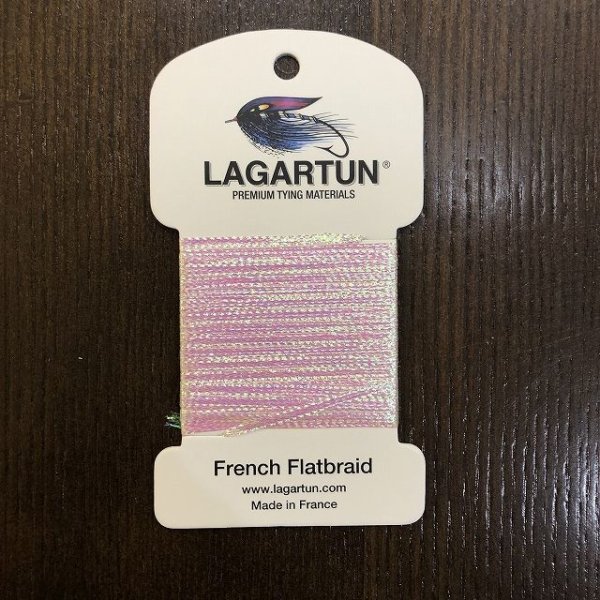 LAGARTUN®
PREMIUM TYING MATERIALS
French Flatbraid
www.lagartun.com
Made in France